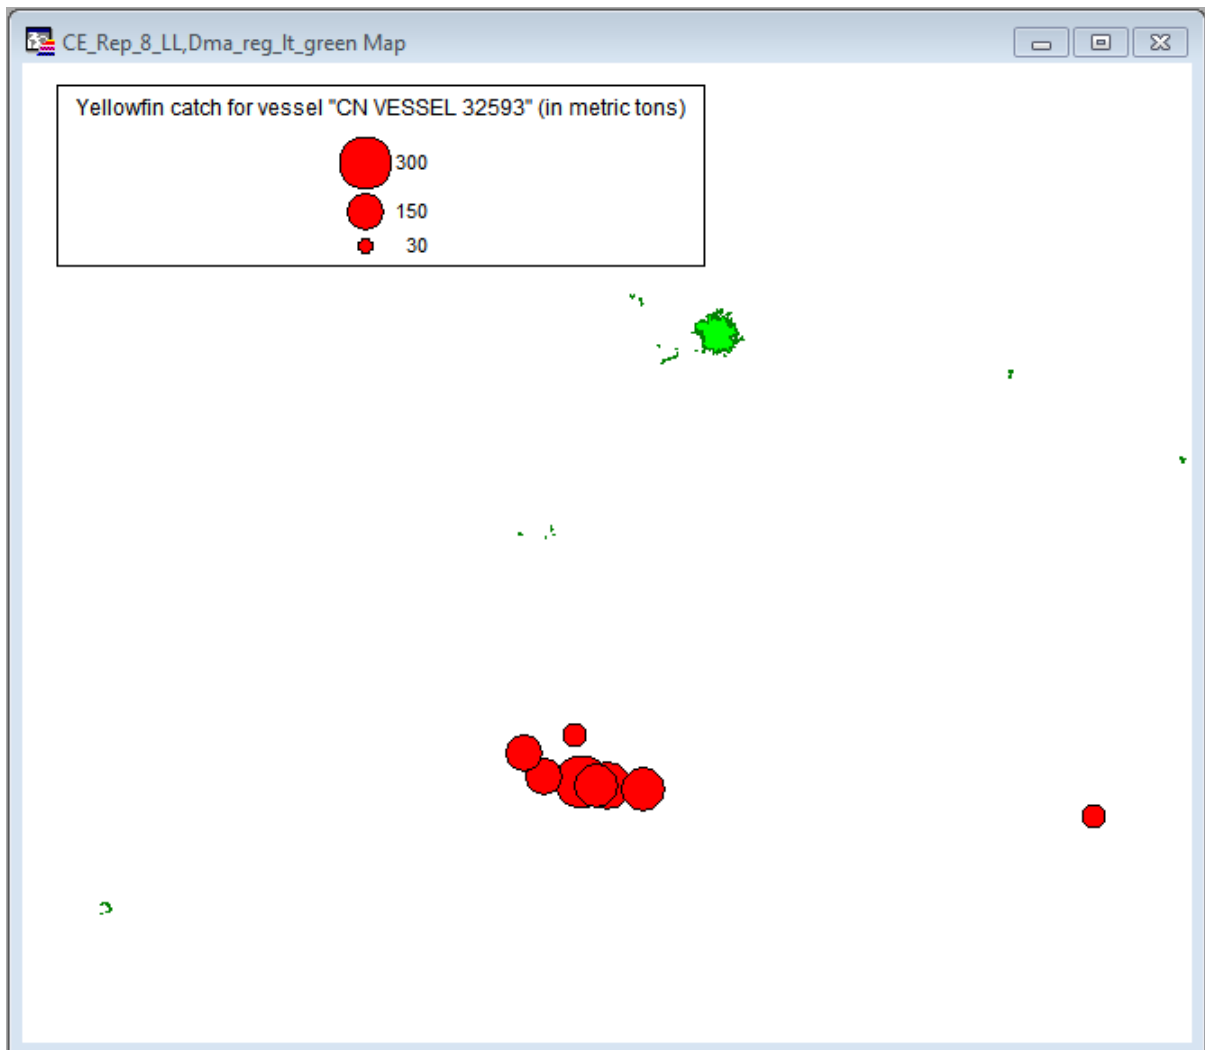 CE_Rep_8_LL,Dma_reg_lt_green Map
Yellowfin catch for vessel "CN VESSEL 32593" (in metric tons)
300
150
30